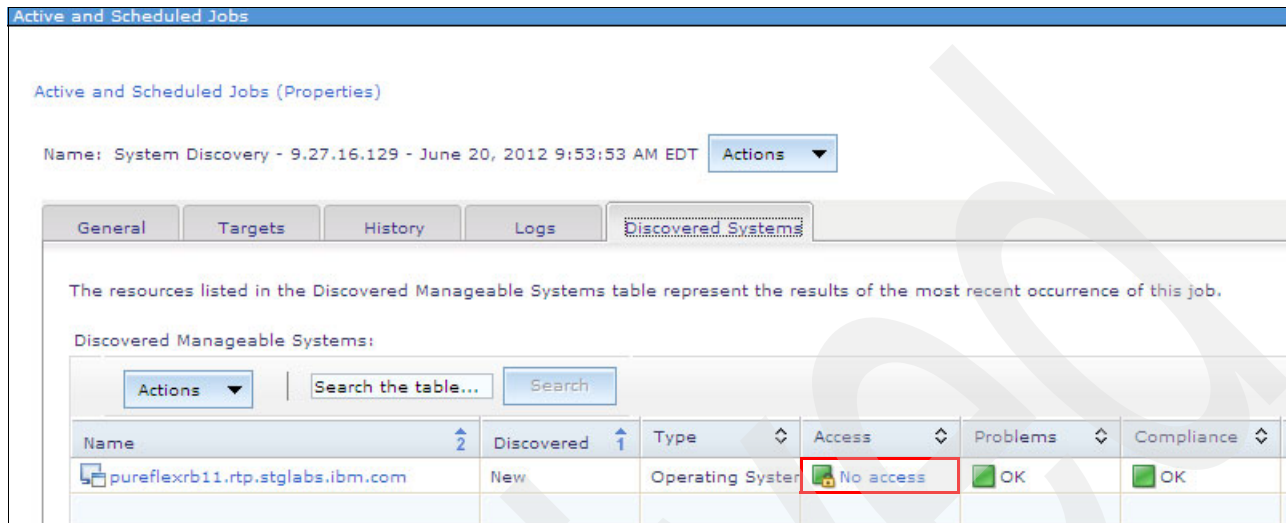 Active and Scheduled Jobs
Active and Scheduled Jobs (Properties)
Name: System Discovery - 9.27.16.129 - June 20, 2012 9:53:53 AM EDT Actions
General Targets History Logs Discovered Systems
The resources listed in the Discovered Manageable Systems table represent the results of the most recent occurrence of this job.
Discovered Manageable Systems:
Actions Search the table... Search
Name 2 Discovered 1 Type Access Problems Compliance
pureflexrb11.rtp.stglabs.ibm.com New Operating Syster No access OK OK